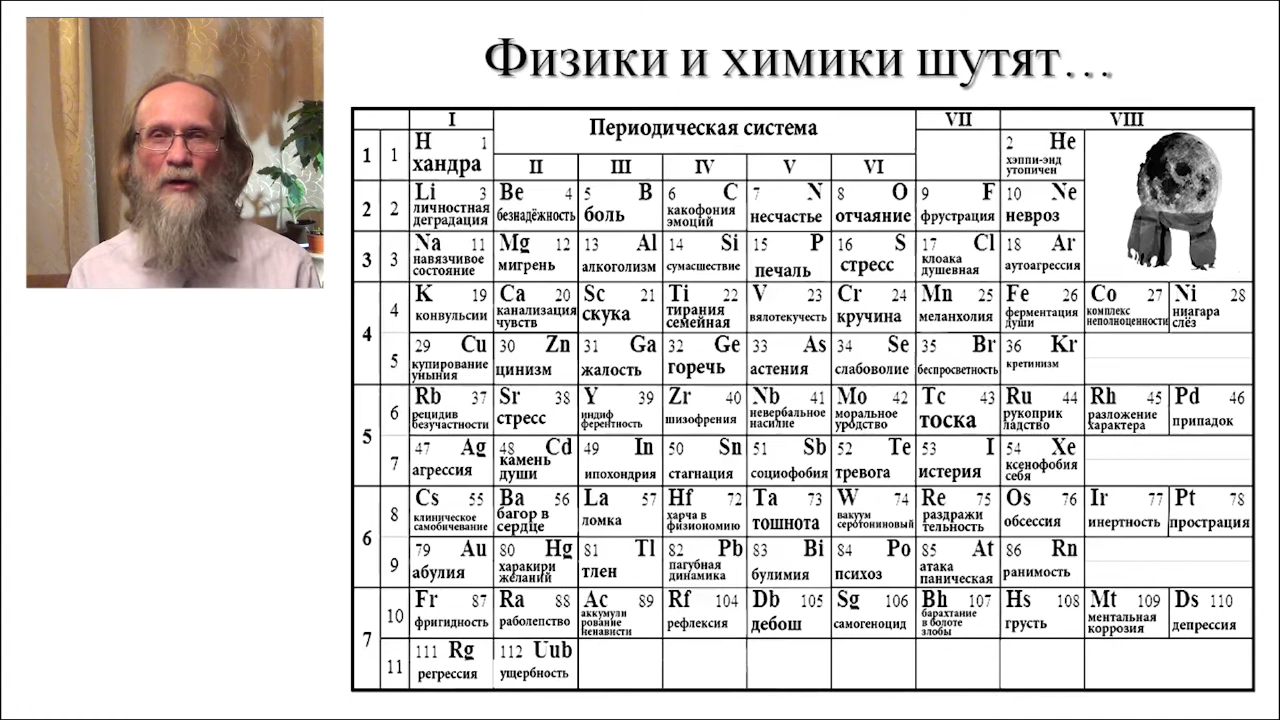 Физики и химики шутят…
I
Периодическая система
VII
VIII
II
III
IV
V
VI
1
1
H 1
хандра
2 He
хэппи-энд
утопичен
2
2
Li 3
личностная
деградация
Be 4
безнадёжность
5 B
боль
6 C
какофония
эмоций
7 N
несчастье
8 O
отчаяние
9 F
фрустрация
10 Ne
невроз
3
3
Na 11
навязчивое
состояние
Mg 12
мигрень
13 Al
алкоголизм
14 Si
сумасшествие
15 P
печаль
16 S
стресс
17 Cl
клоака
душевная
18 Ar
аутоагрессия
4
4
K 19
конвульсии
Ca 20
канализация
чувств
Sc 21
скука
Ti 22
тирания
семейная
V 23
вялотекучесть
Cr 24
кручина
Mn 25
меланхолия
Fe 26
ферментация
души
Co 27
комплекс
неполноценности
Ni 28
ниагара
слёз
5
29 Cu
купирование
уныния
30 Zn
цинизм
31 Ga
жалость
32 Ge
горечь
33 As
астения
34 Se
слабоволие
35 Br
беспросветность
36 Kr
кретинизм
5
6
Rb 37
рецидив
безучастности
Sr 38
стресс
Y 39
индиф
ферентность
Zr 40
шизофрения
Nb 41
невербальное
насилие
Mo 42
моральное
уродство
Tc 43
тоска
Ru 44
рукоприк
ладство
Rh 45
разложение
характера
Pd 46
припадок
7
47 Ag
агрессия
48 Cd
камень
души
49 In
ипохондрия
50 Sn
стагнация
51 Sb
социофобия
52 Te
тревога
53 I
истерия
54 Xe
ксенофобия
себя
6
8
Cs 55
клиническое
самобичевание
Ba 56
багор в
сердце
La 57
ломка
Hf 72
харча в
физиономию
Ta 73
тошнота
W 74
вакуум
серотониновый
Re 75
раздражи
тельность
Os 76
обсессия
Ir 77
инертность
Pt 78
прострация
9
79 Au
абулия
80 Hg
харакири
желаний
81 Tl
тлен
82 Pb
пагубная
динамика
83 Bi
булимия
84 Po
психоз
85 At
атака
паническая
86 Rn
ранимость
7
10
Fr 87
фригидность
Ra 88
раболепство
Ac 89
аккумули
рование
ненависти
Rf 104
рефлексия
Db 105
дебош
Sg 106
самогеноцид
Bh 107
барахтание
в болоте
злобы
Hs 108
грусть
Mt 109
ментальная
коррозия
Ds 110
депрессия
11
111 Rg
регрессия
112 Uub
ущербность